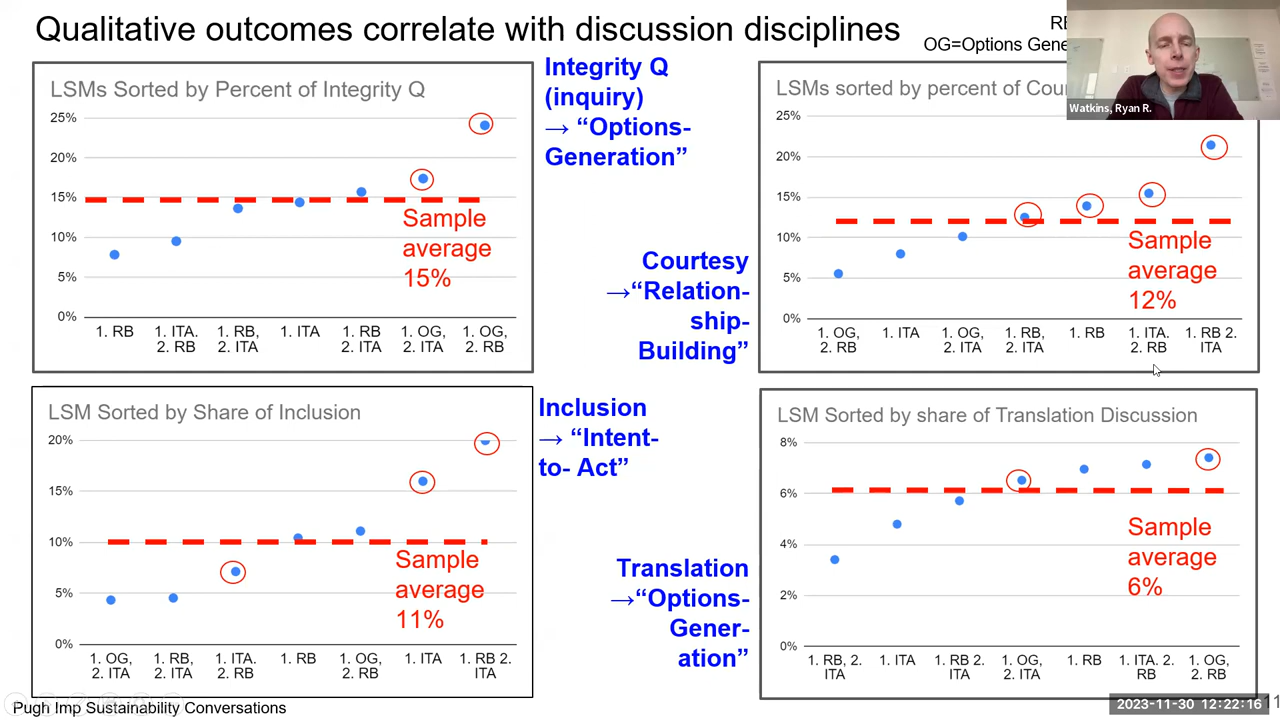 Qualitative outcomes correlate with discussion disciplines
OG=Options
Watkins, Ryan R.
LSMs Sorted by Percent of Integrity Q
25%
20%
15%
10%
5%
0%
Sample
average
15%
1. RB
1. ITA.
2. RB
1. RB,
2. ITA
1. ITA
1. RB
2. ITA
1. OG,
2. ITA
1. OG,
2. RB
Integrity Q
(inquiry)
→ “Options-
Generation”
LSMs sorted by percent of
25%
20%
15%
10%
5%
0%
Sample
average
12%
1. OG,
2. RB
1. ITA
1. OG,
2. ITA
1. RB,
2. ITA
1. RB
1. ITA.
2. RB
1. RB 2.
ITA
Courtesy
→“Relation-
ship-
Building”
LSM Sorted by Share of Inclusion
20%
15%
10%
5%
0%
Sample
average
11%
1. OG,
2. ITA
1. RB,
2. ITA
1. ITA.
2. RB
1. RB
1. OG,
2. RB
1. ITA
1. RB 2.
ITA
Inclusion
→ “Intent-
to- Act”
LSM Sorted by share of Translation Discussion
8%
6%
4%
2%
0%
Sample
average
6%
1. RB, 2.
ITA
1. ITA
1. RB 2.
ITA
1. OG,
2. ITA
1. RB
1. ITA. 2.
RB
1. OG,
2. RB
Translation
→“Options-
Gener-
ation”
Pugh Imp Sustainability Conversations
2023-11-30 12:22:16
11